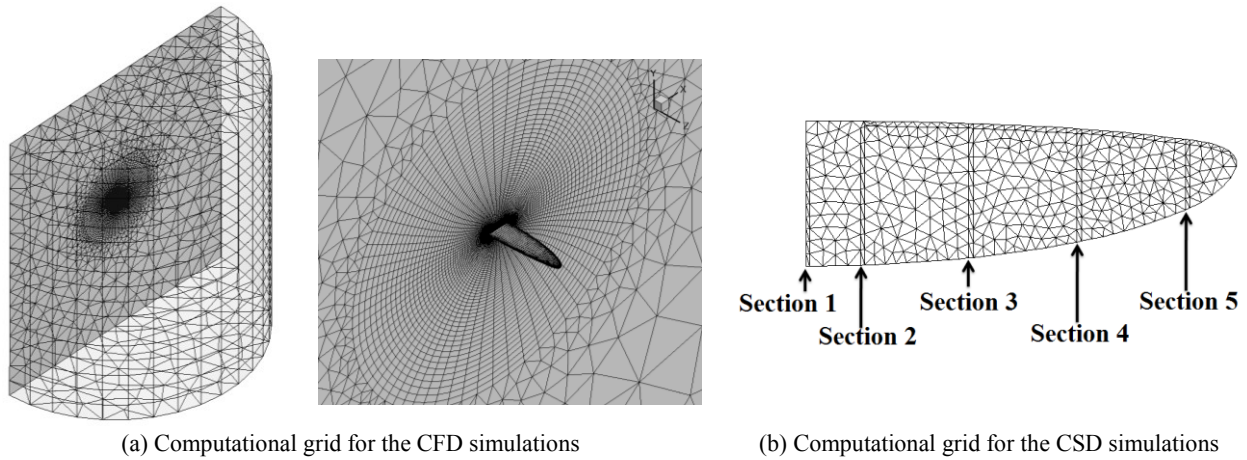 Y
X
Z
Section 1
Section 2
Section 3
Section 4
Section 5
(a) Computational grid for the CFD simulations
(b) Computational grid for the CSD simulations